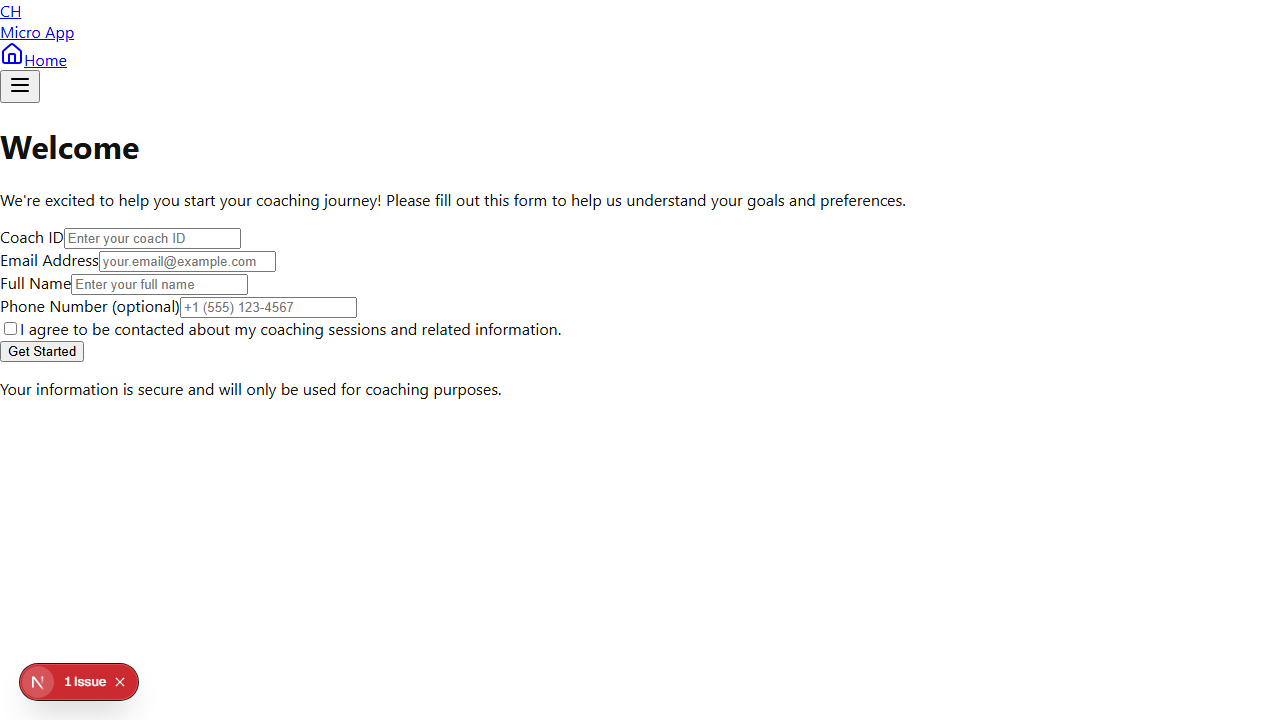 CH
Micro App
Home
Welcome
We're excited to help you start your coaching journey! Please fill out this form to help us understand your goals and preferences.
Coach ID Enter your coach ID
Email Address your.email@example.com
Full Name Enter your full name
Phone Number (optional) +1 (555) 123-4567
I agree to be contacted about my coaching sessions and related information.
Get Started
Your information is secure and will only be used for coaching purposes.
N 1 Issue